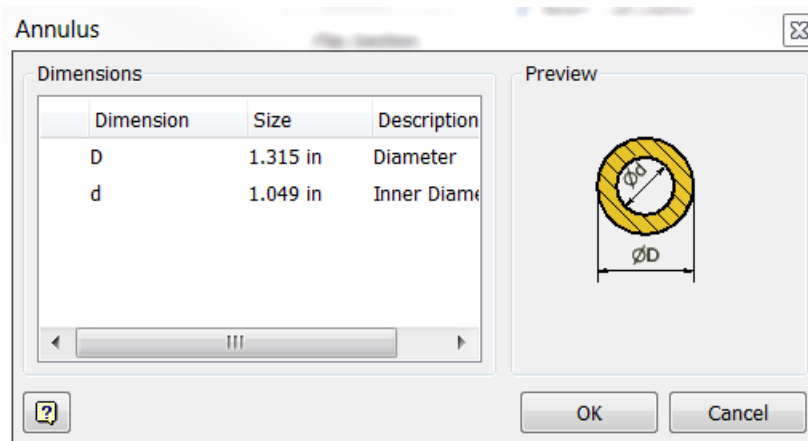 Annulus
Dimensions
Dimension Size Description
D 1.315 in Diameter
d 1.049 in Inner Diame
Preview
Ød
ØD
OK
Cancel